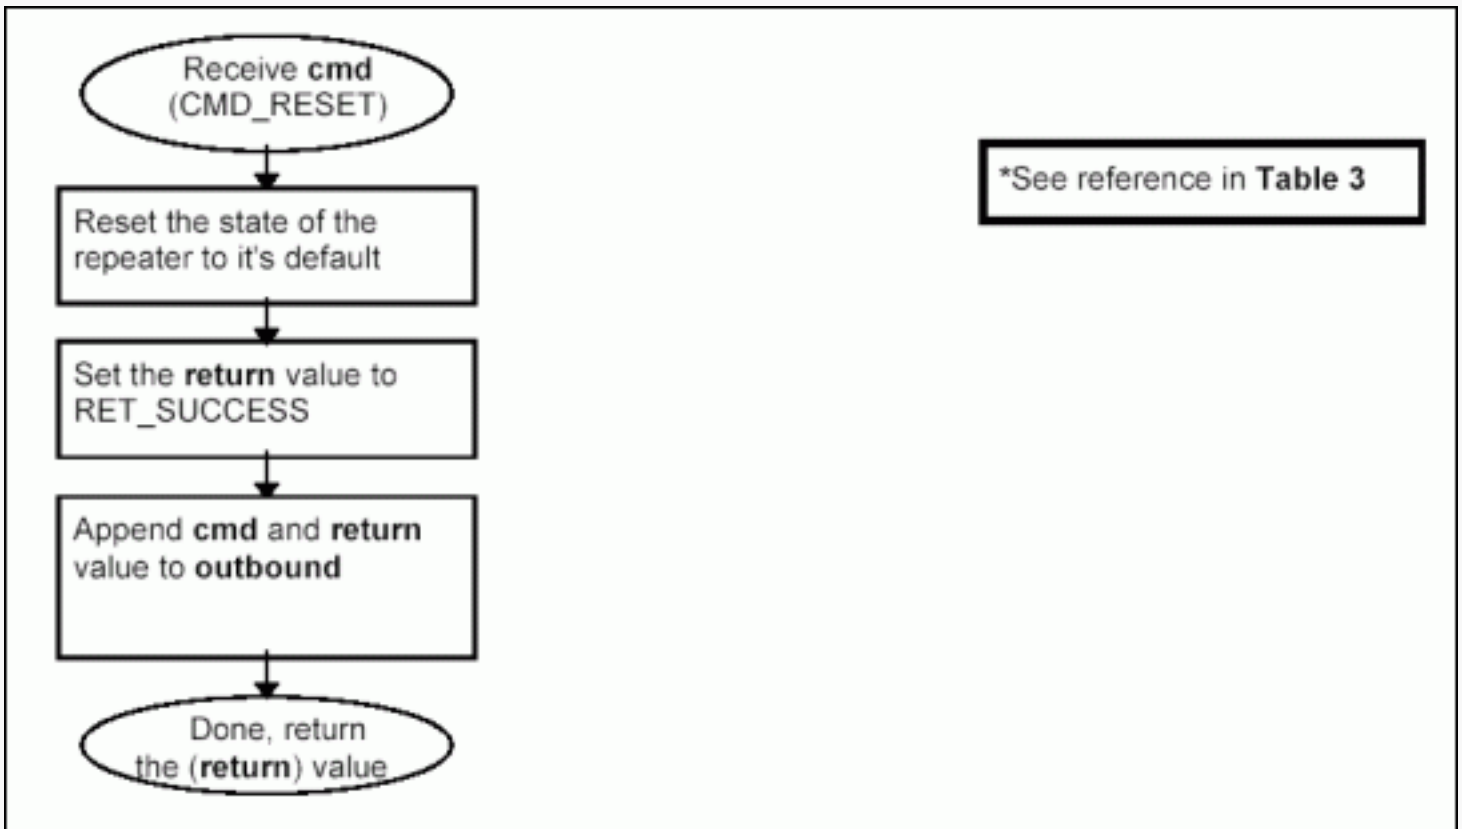 Receive cmd
(CMD_RESET)
*See reference in Table 3
Reset the state of the
repeater to it's default
Set the return value to
RET_SUCCESS
Append cmd and return
value to outbound
Done, return
the (return) value